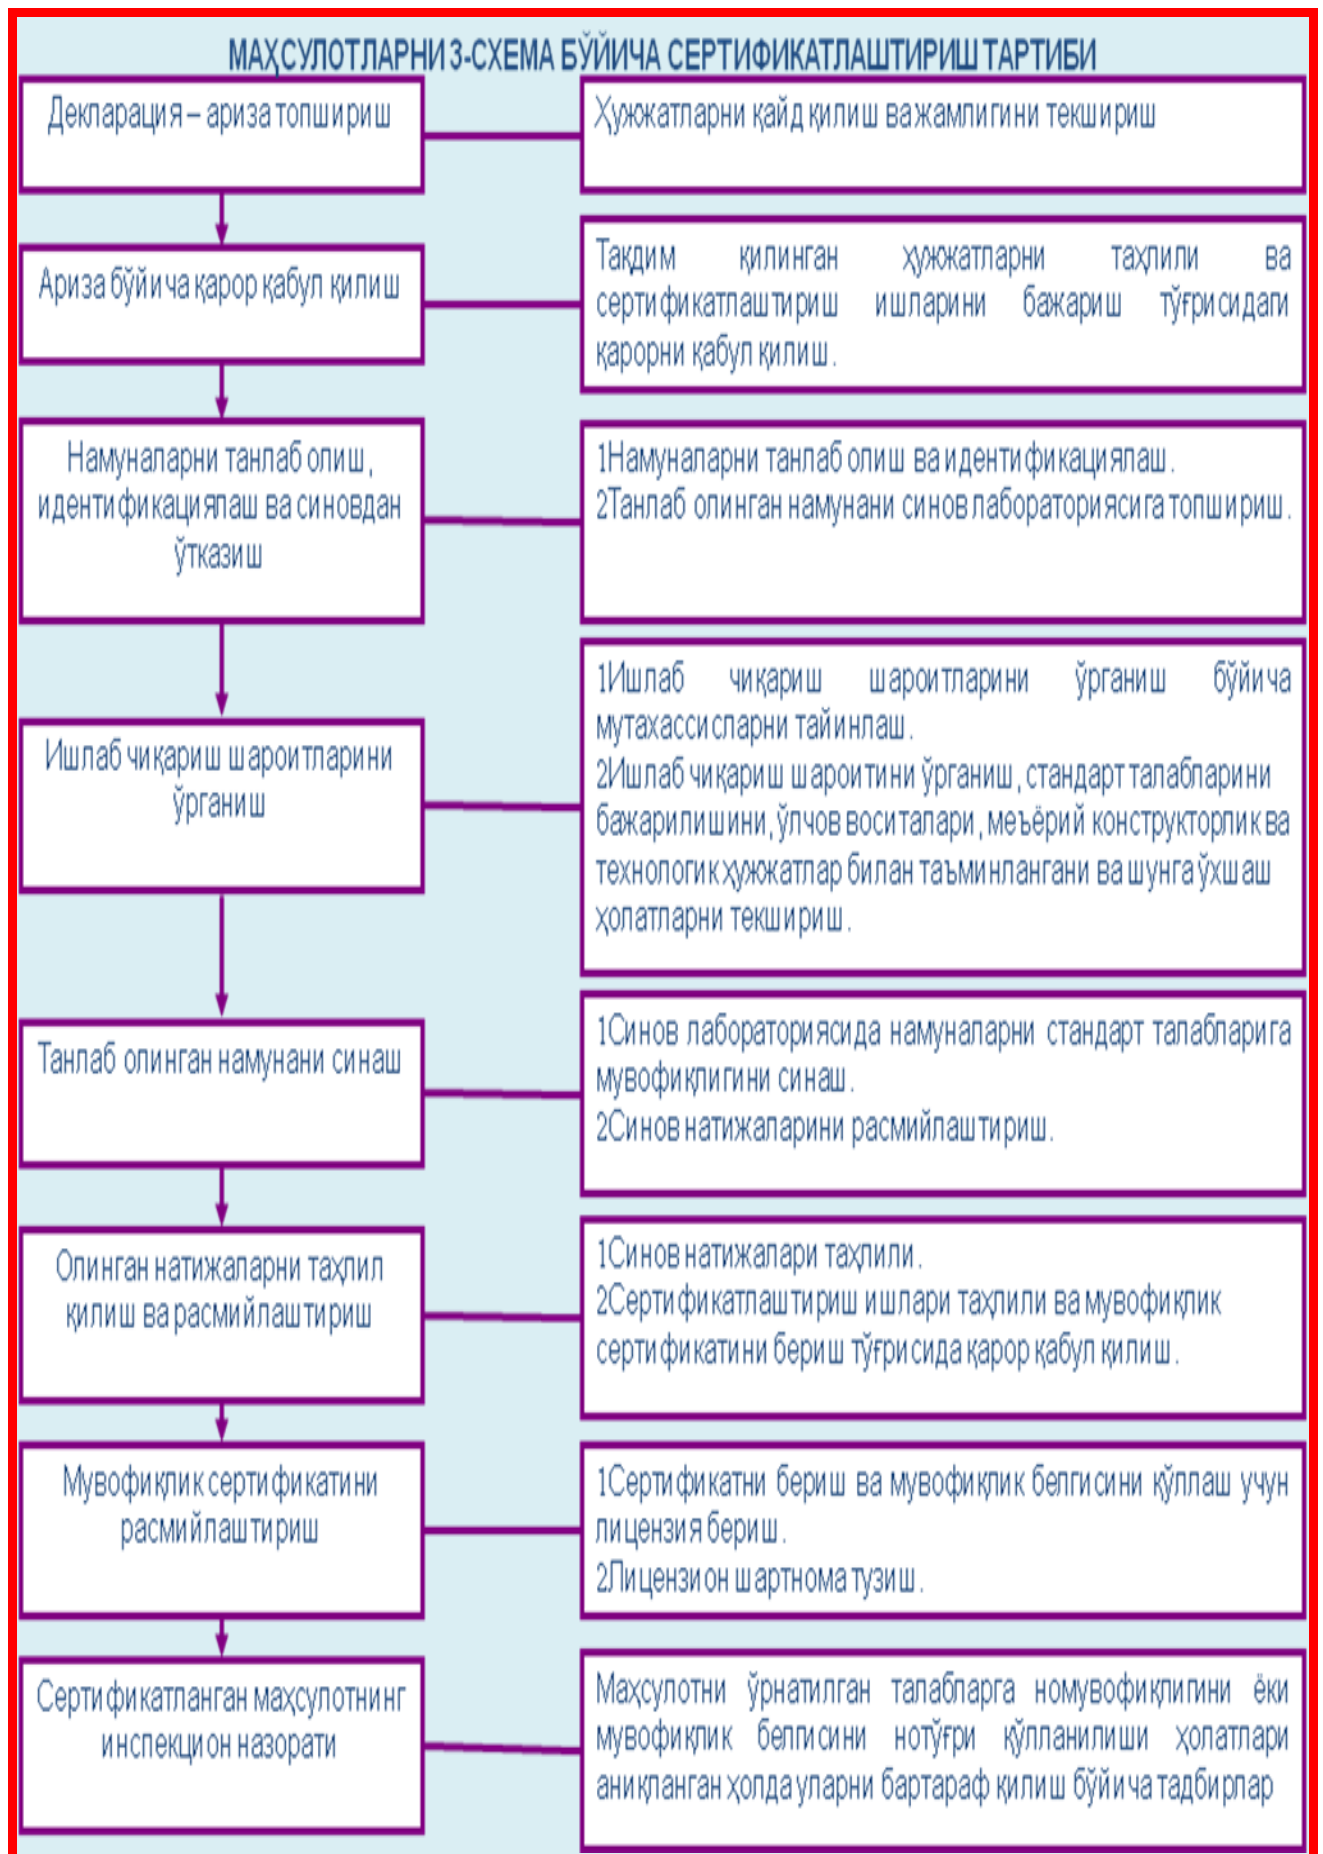 МАҲСУЛОТЛАРНИ 3-СХЕМА БЎЙИЧА СЕРТИФИКАТЛАШТИРИШ ТАРТИБИ
Декларация – ариза топшириш
Ҳужжатларни қайд қилиш ва жамлигини текшириш
Ариза бўйича қарор қабул қилиш
Тақдим қилинган ҳужжатларни таҳлили ва
сертификатлаштириш ишларини бажариш тўғрисидаги
қарорни қабул қилиш.
Намуналарни танлаб олиш,
идентификациялаш ва синовдан
ўтказиш
1Намуналарни танлаб олиш ва идентификациялаш.
2Танлаб олинган намунани синов лабораториясига топшириш.
Ишлаб чиқариш шароитларини
ўрганиш
1Ишлаб чиқариш шароитларини ўрганиш бўйича
мутахассисларни тайинлаш.
2Ишлаб чиқариш шароитини ўрганиш, стандарт талабларини
бажарилишини, ўлчов воситалари, меъёрий конструкторлик ва
технологик ҳужжатлар билан таъминлангани ва шунга ўхшаш
ҳолатларни текшириш.
Танлаб олинган намунани синаш
1Синов лабораториясида намуналарни стандарт талабларига
мувофиқлигини синаш.
2Синов натижаларини расмийлаштириш.
Олинган натижаларни таҳлил
қилиш ва расмийлаштириш
1Синов натижалари таҳлили.
2Сертификатлаштириш ишлари таҳлили ва мувофиқлик
сертификатини бериш тўғрисида қарор қабул қилиш.
Мувофиқлик сертификатини
расмийлаштириш
1Сертификатни бериш ва мувофиқлик белгисини қўллаш учун
лицензия бериш.
2Лицензион шартнома тузиш.
Сертификатланган маҳсулотнинг
инспекцион назорати
Маҳсулотни ўрнатилган талабларга номувофиқлигини ёки
мувофиқлик белгисини нотўғри қўлланилиши ҳолатлари
аниқланган ҳолда уларни бартараф қилиш бўйича тадбирлар